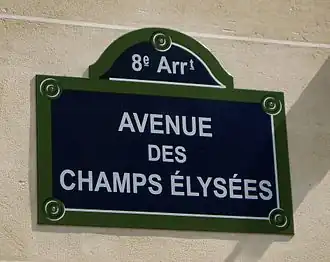 8e Arrt
AVENUE
DES
CHAMPS ÉLYSÉES